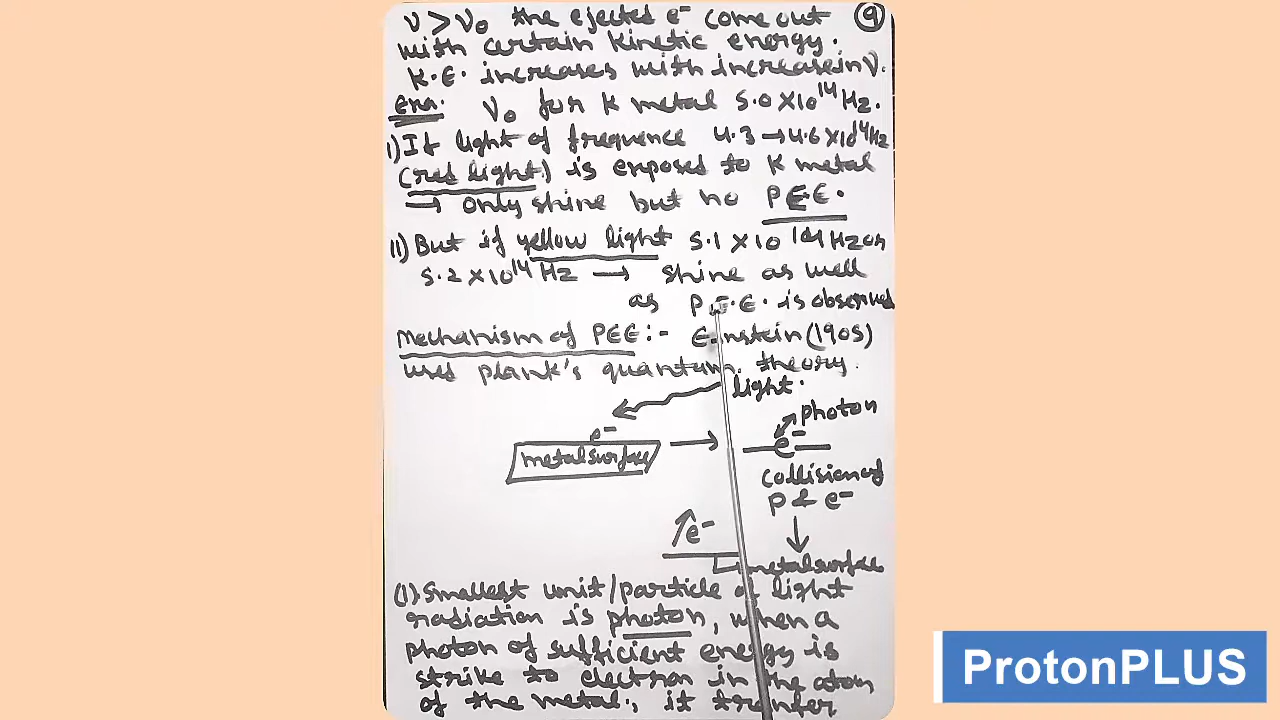 ν > ν₀ the ejected e⁻ come out ⑨
with certain kinetic energy.
K.E. increases with increase in ν.
exa. ν₀ for K metal 5.0 × 10¹⁴ Hz.
I) If light of frequence 4.3 → 4.6 × 10¹⁴ Hz
(red light) is exposed to K metal
→ only shine but no P.E.E.
II) But if yellow light 5.1 × 10¹⁴ Hz or
5.2 × 10¹⁴ Hz → shine as well
as P.E.E. is observed
Mechanism of PEE :- Einstein (1905)
used plank's quantum theory.
light.
photon
e⁻
e⁻
metal surface
collision of
P & e⁻
e⁻
metal surface
(I) Smallest unit/particle of light
radiation is photon, when a
photon of sufficient energy is
strike to electron in the atom
of the metal, it transfer
ProtonPLUS